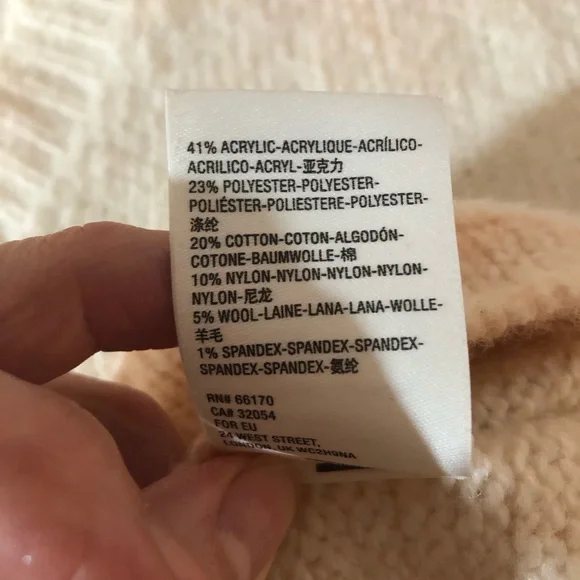 41% ACRYLIC-ACRYLIQUE-ACRÍLICO-
ACRILICO-ACRYL-亚克力
23% POLYESTER-POLYESTER-
POLIÉSTER-POLIESTERE-POLYESTER-
涤纶
20% COTTON-COTON-ALGODÓN-
COTONE-BAUMWOLLE-棉
10% NYLON-NYLON-NYLON-NYLON-
NYLON-尼龙
5% WOOL-LAINE-LANA-LANA-WOLLE-
羊毛
1% SPANDEX-SPANDEX-SPANDEX-
SPANDEX-SPANDEX-氨纶
RN# 66170
CA# 32054
FOR EU
24 WEST STREET,
LONDON, UK WC2H9NA